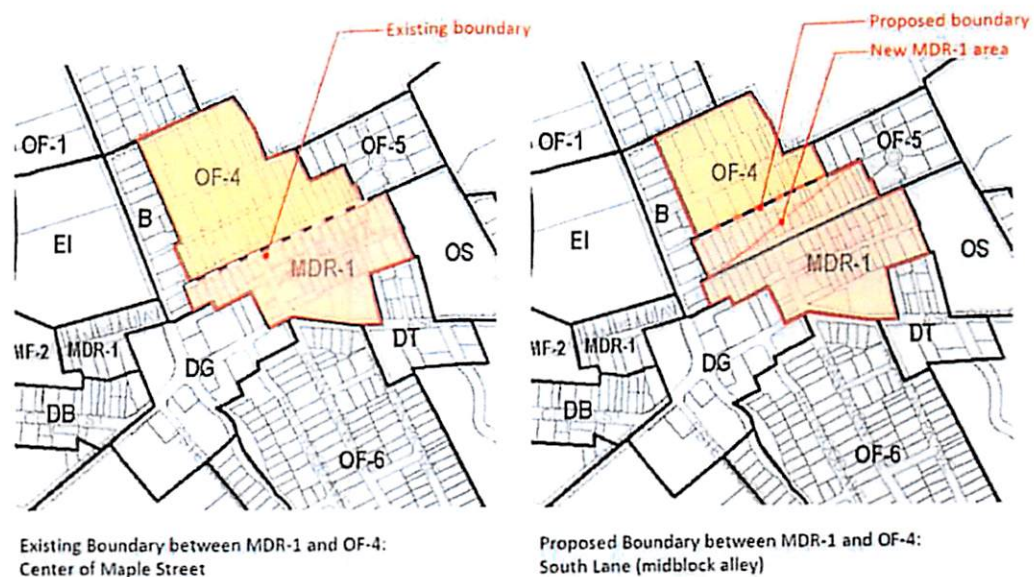 Existing boundary
Proposed boundary
New MDR-1 area
OF-1
OF-4
OF-5
B
EI
MDR-1
OS
MF-2
MDR-1
DG
DT
DB
OF-6
OF-1
OF-4
OF-5
B
EI
MDR-1
OS
MF-2
MDR-1
DG
DT
DB
OF-6
Existing Boundary between MDR-1 and OF-4:
Center of Maple Street
Proposed Boundary between MDR-1 and OF-4:
South Lane (midblock alley)